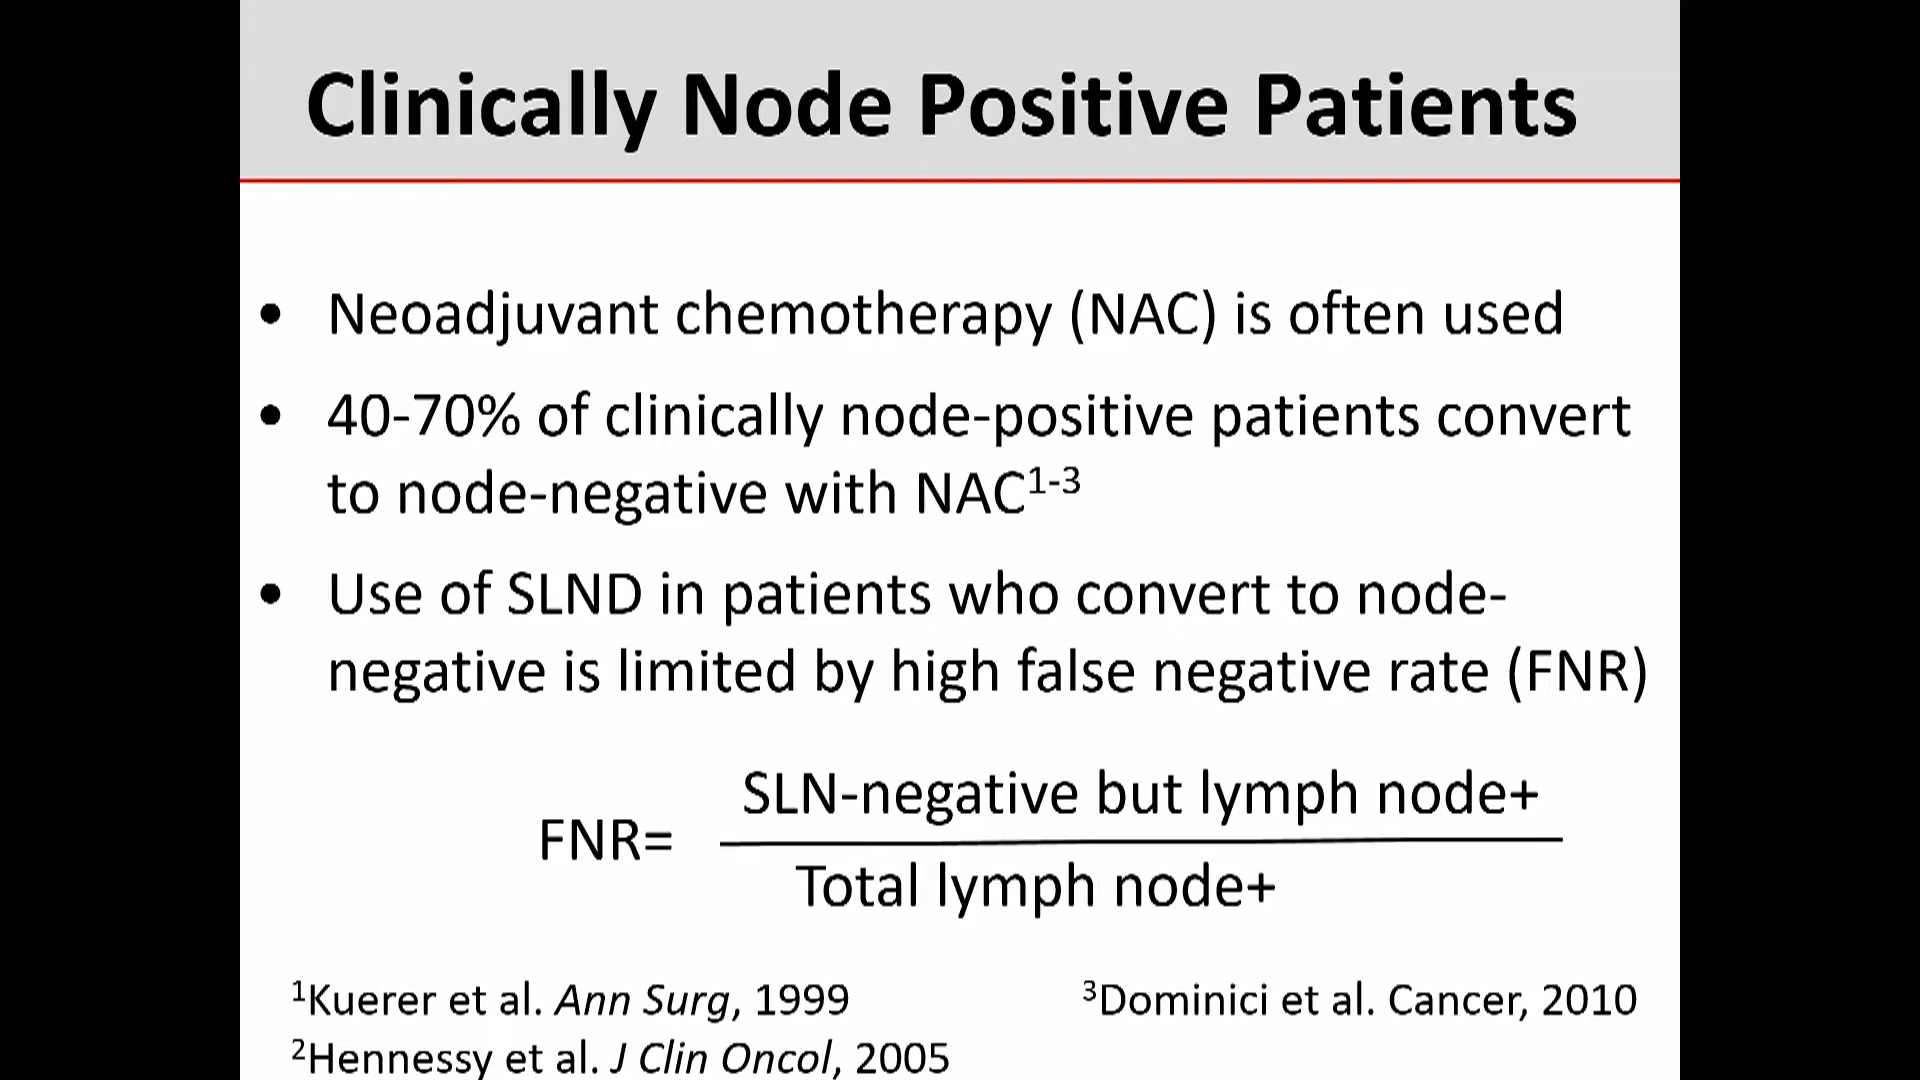 Clinically Node Positive Patients
• Neoadjuvant chemotherapy (NAC) is often used
• 40-70% of clinically node-positive patients convert
to node-negative with NAC1-3
• Use of SLND in patients who convert to node-
negative is limited by high false negative rate (FNR)
SLN-negative but lymph node+
FNR=
Total lymph node+
1Kuerer et al. Ann Surg, 1999
3Dominici et al. Cancer, 2010
2Hennessy et al. J Clin Oncol, 2005